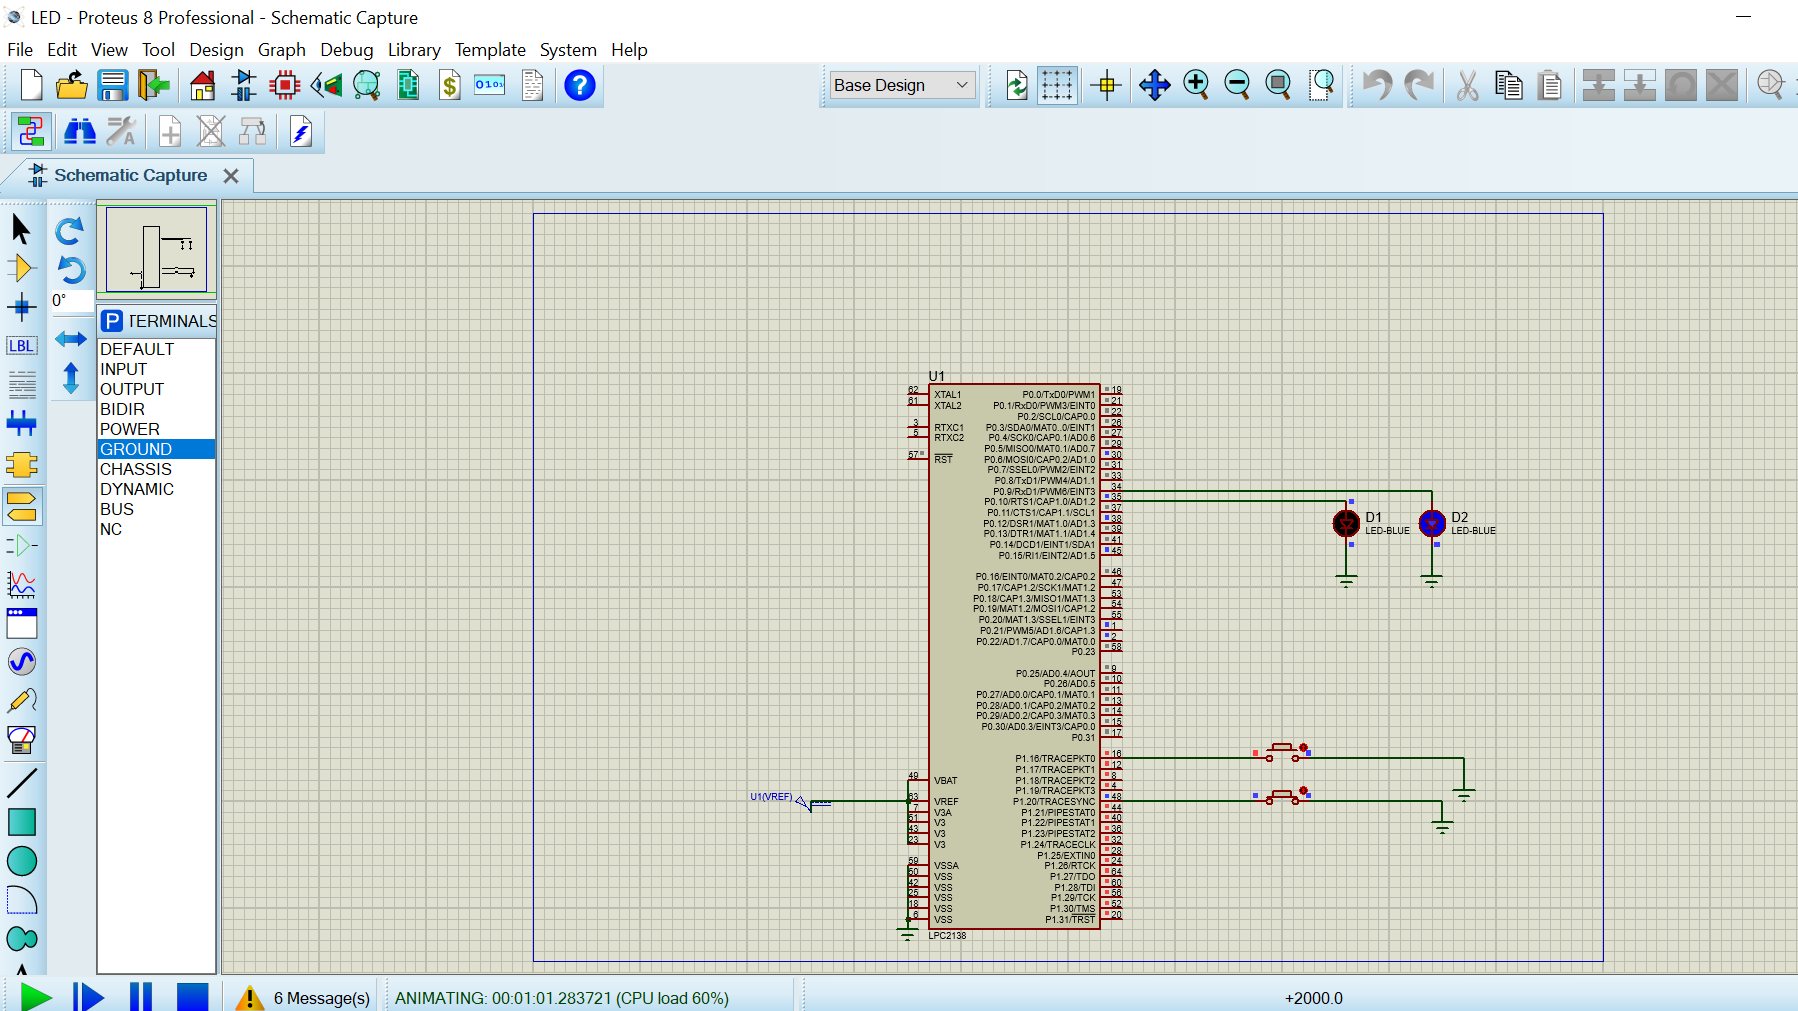 LED - Proteus 8 Professional - Schematic Capture
File Edit View Tool Design Graph Debug Library Template System Help
$ 0101 ? Base Design
A
Schematic Capture
0°
LBL
P TERMINALS
DEFAULT
INPUT
OUTPUT
BIDIR
POWER
GROUND
CHASSIS
DYNAMIC
BUS
NC
U1
62 XTAL1 P0.0/TxD0/PWM1 19
61 XTAL2 P0.1/RxD0/PWM3/EINT0 21
P0.2/SCL0/CAP0.0 22
3 RTXC1 P0.3/SDA0/MAT0..0/EINT1 26
5 RTXC2 P0.4/SCK0/CAP0.1/AD0.6 27
P0.5/MISO0/MAT0.1/AD0.7 29
57 RST P0.6/MOSI0/CAP0.2/AD1.0 30
P0.7/SSEL0/PWM2/EINT2 31
P0.8/TxD1/PWM4/AD1.1 33
P0.9/RxD1/PWM6/EINT3 34
P0.10/RTS1/CAP1.0/AD1.2 35
P0.11/CTS1/CAP1.1/SCL1 37
P0.12/DSR1/MAT1.0/AD1.3 38
P0.13/DTR1/MAT1.1/AD1.4 39
P0.14/DCD1/EINT1/SDA1 41
P0.15/RI1/EINT2/AD1.5 45
D1
LED-BLUE
D2
LED-BLUE
P0.16/EINT0/MAT0.2/CAP0.2 46
P0.17/CAP1.2/SCK1/MAT1.2 47
P0.18/CAP1.3/MISO1/MAT1.3 53
P0.19/MAT1.2/MOSI1/CAP1.2 54
P0.20/MAT1.3/SSEL1/EINT3 55
P0.21/PWM5/AD1.6/CAP1.3 1
P0.22/AD1.7/CAP0.0/MAT0.0 2
P0.23 58
P0.25/AD0.4/AOUT 9
P0.26/AD0.5 10
P0.27/AD0.0/CAP0.1/MAT0.1 11
P0.28/AD0.1/CAP0.2/MAT0.2 13
P0.29/AD0.2/CAP0.3/MAT0.3 14
P0.30/AD0.3/EINT3/CAP0.0 15
P0.31 17
P1.16/TRACEPKT0 16
P1.17/TRACEPKT1 12
49 VBAT P1.18/TRACEPKT2 8
P1.19/TRACEPKT3 4
U1(VREF) 63 VREF P1.20/TRACESYNC 48
7 V3A P1.21/PIPESTAT0 44
51 V3 P1.22/PIPESTAT1 40
43 V3 P1.23/PIPESTAT2 36
23 V3 P1.24/TRACECLK 32
P1.25/EXTIN0 28
59 VSSA P1.26/RTCK 24
50 VSS P1.27/TDO 64
42 VSS P1.28/TDI 60
25 VSS P1.29/TCK 56
18 VSS P1.30/TMS 52
6 VSS P1.31/TRST 20
LPC2138
6 Message(s) ANIMATING: 00:01:01.283721 (CPU load 60%) +2000.0